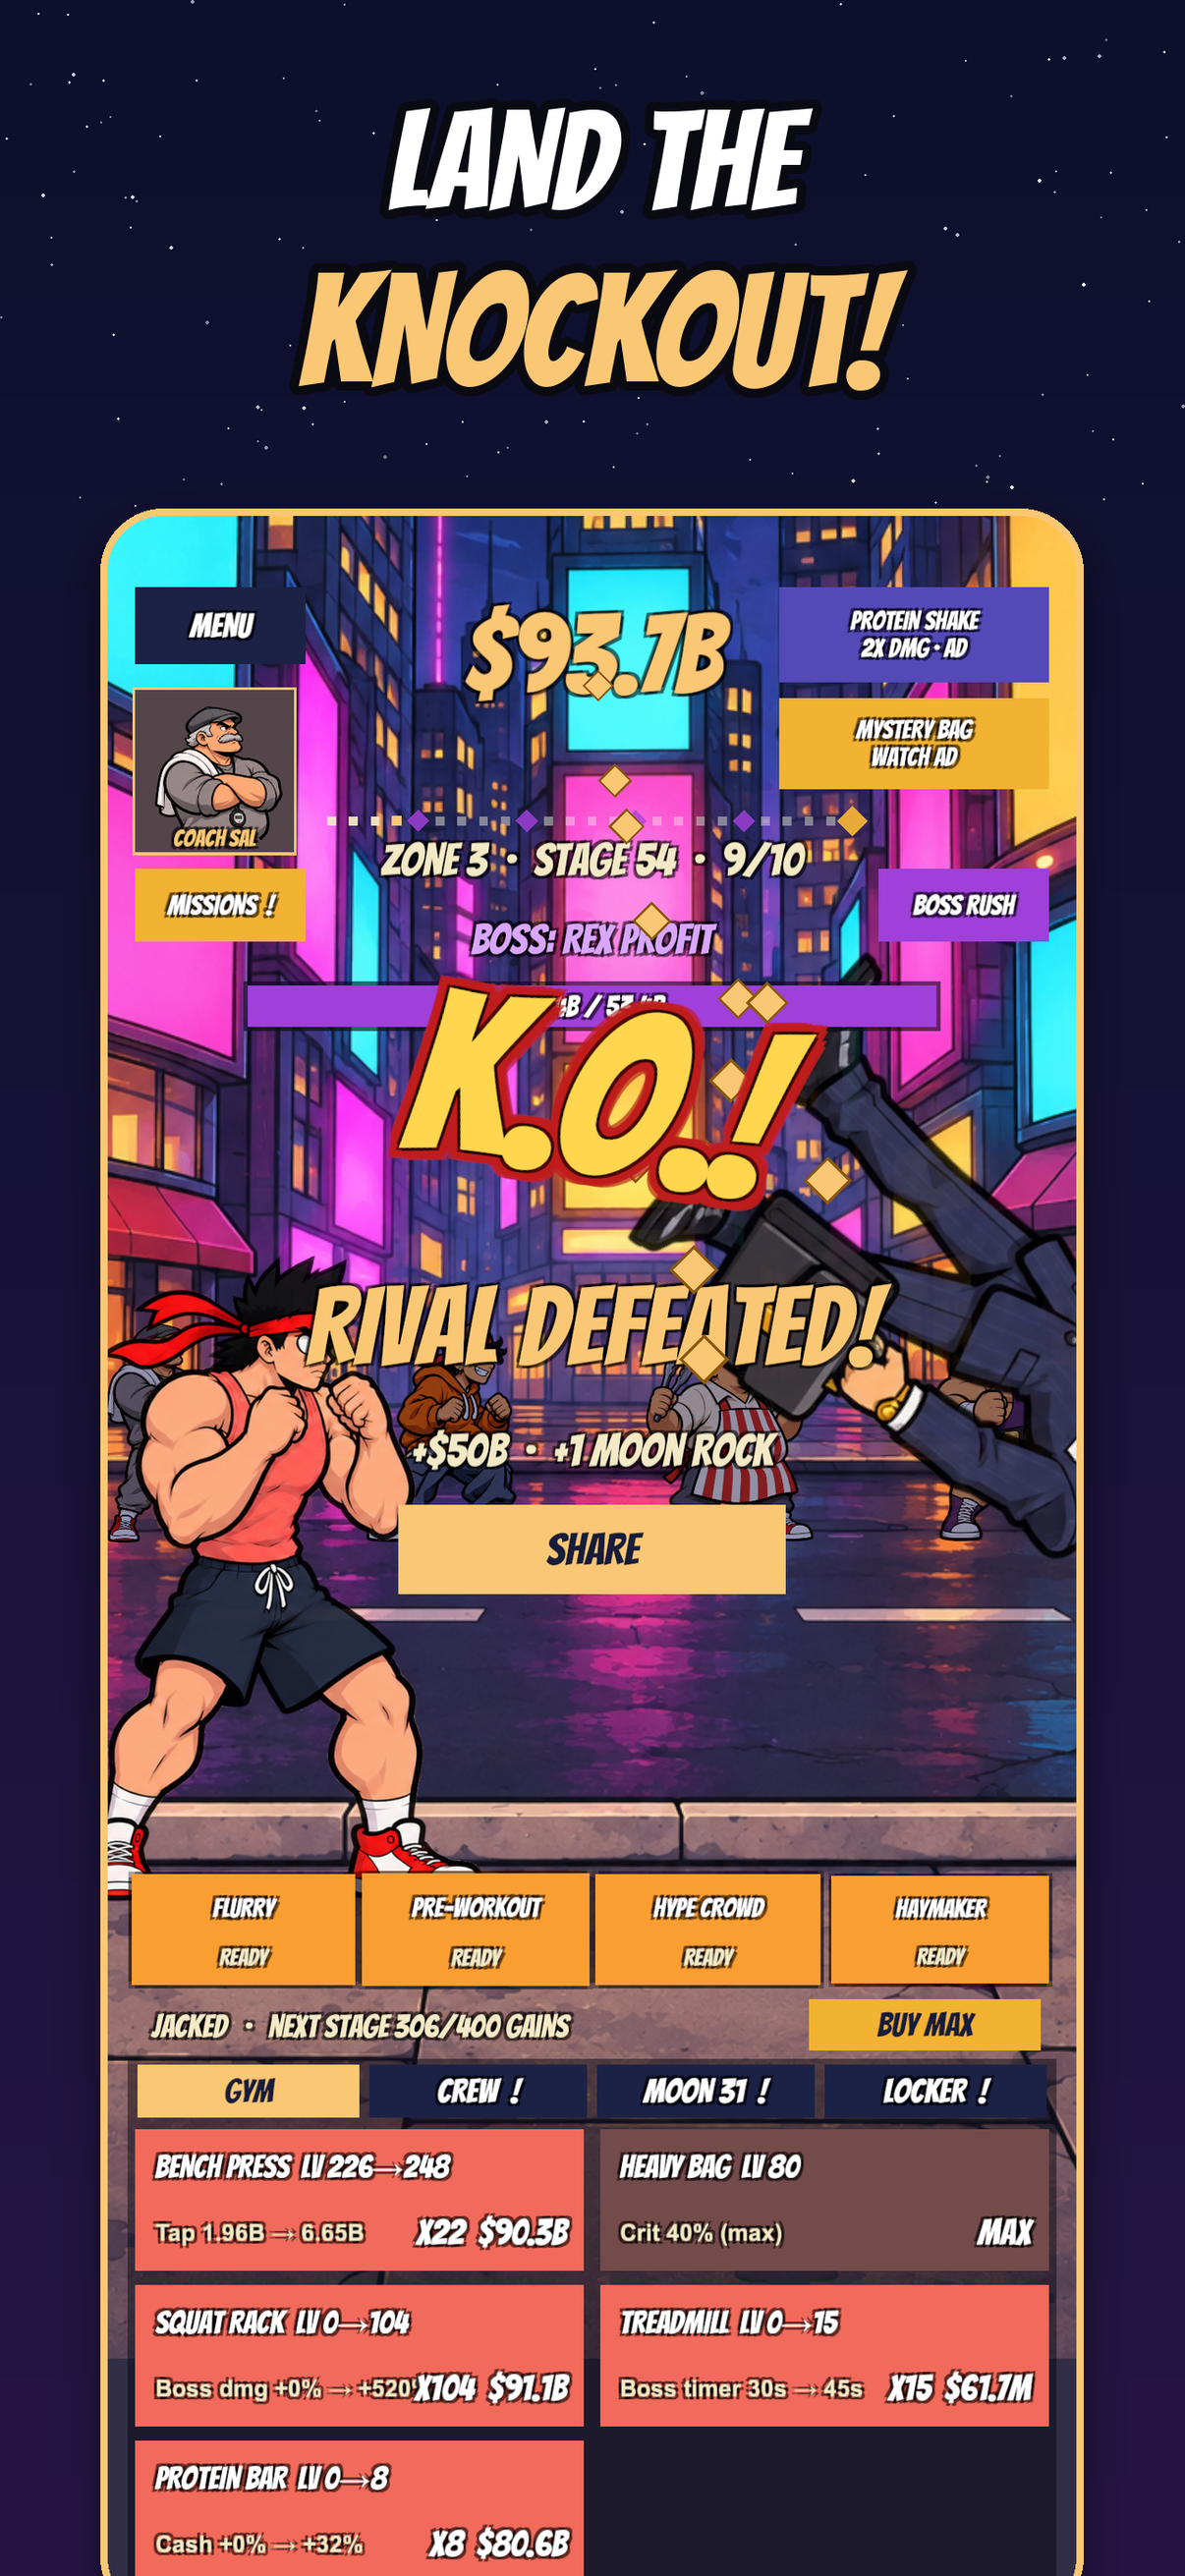 LAND THE
KNOCKOUT!
MENU
$93.7B
PROTEIN SHAKE
2X DMG • AD
MYSTERY BAG
WATCH AD
COACH SAL
ZONE 3 • STAGE 54 • 9/10
MISSIONS !
BOSS RUSH
BOSS: REX PROFIT
K.O.!
RIVAL DEFEATED!
+$50B • +1 MOON ROCK
SHARE
FLURRY
READY
PRE-WORKOUT
READY
HYPE CROWD
READY
HAYMAKER
READY
JACKED • NEXT STAGE 306/400 GAINS
BUY MAX
GYM
CREW !
MOON 31 !
LOCKER !
BENCH PRESS LV 226→248
Tap 1.96B → 6.65B X22 $90.3B
HEAVY BAG LV 80
Crit 40% (max) MAX
SQUAT RACK LV 0→104
Boss dmg +0% → +520 X104 $91.1B
TREADMILL LV 0→15
Boss timer 30s → 45s X15 $61.7M
PROTEIN BAR LV 0→8
Cash +0% → +32% X8 $80.6B